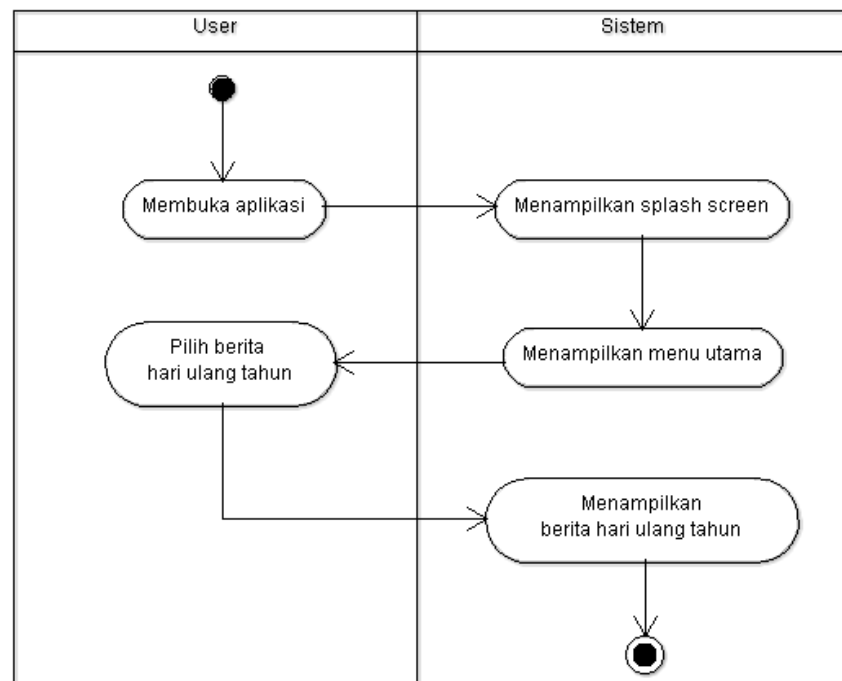 User
Sistem
Membuka aplikasi
Menampilkan splash screen
Menampilkan menu utama
Pilih berita
hari ulang tahun
Menampilkan
berita hari ulang tahun